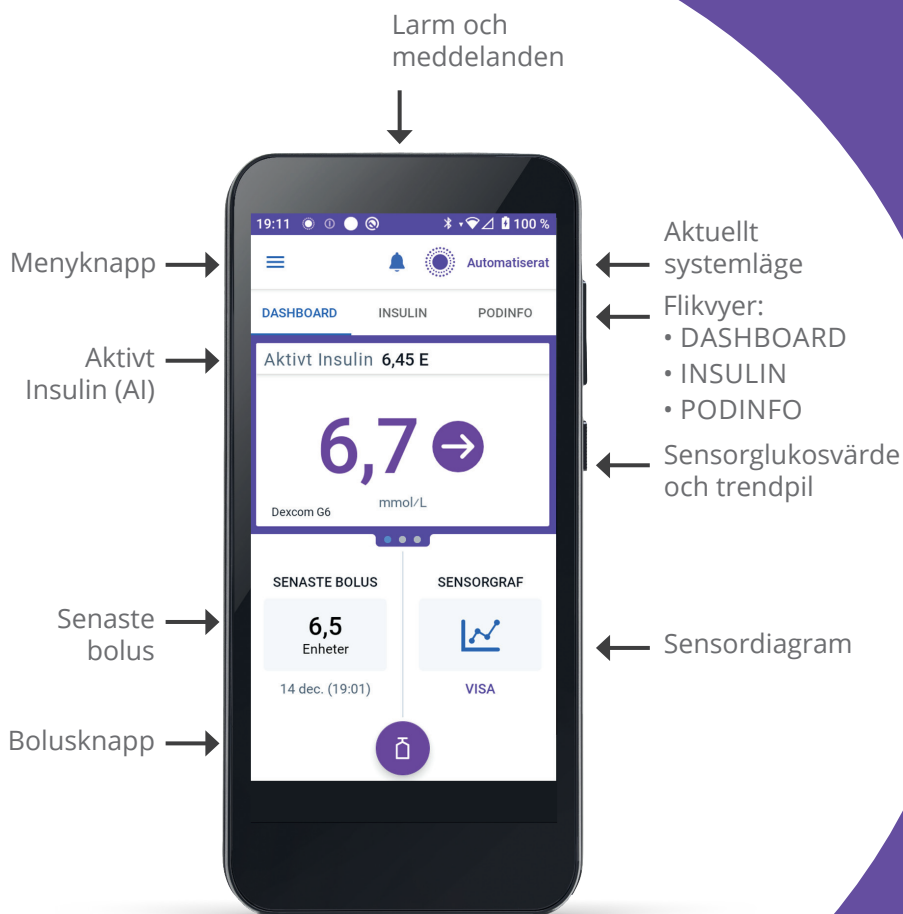 Larm och
meddelanden
Menyknapp
Aktivt
Insulin (AI)
Senaste
bolus
Bolusknapp
19:11
100 %
Automatiserat
DASHBOARD
INSULIN
PODINFO
Aktivt Insulin 6,45 E
6,7
mmol/L
Dexcom G6
SENASTE BOLUS
SENSORGRAF
6,5
Enheter
14 dec. (19:01)
VISA
Aktuellt
systemläge
Flikvyer:
• DASHBOARD
• INSULIN
• PODINFO
Sensorglukosvärde
och trendpil
Sensordiagram